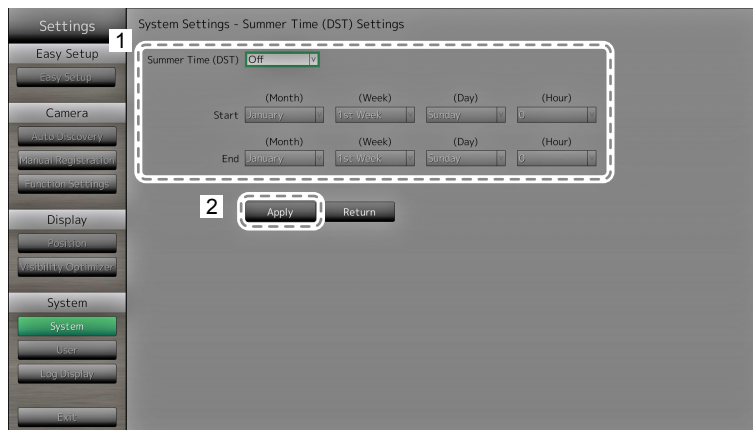 Settings
System Settings - Summer Time (DST) Settings
1
Easy Setup
Easy Setup
Summer Time (DST) Off
(Month) (Week) (Day) (Hour)
Start January 1st Week Sunday 0
(Month) (Week) (Day) (Hour)
End January 1st Week Sunday 0
Camera
Auto Discovery
Manual Registration
Function Settings
2
Apply Return
Display
Position
Visibility Optimizer
System
System
User
Log Display
Exit